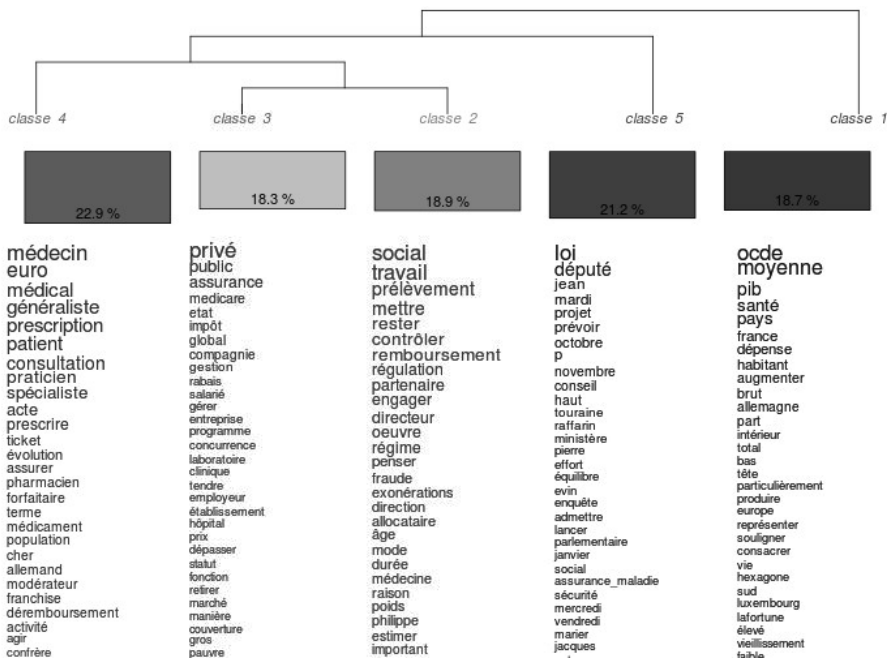 classe 4
classe 3
classe 2
classe 5
classe 1
22.9 %
18.3 %
18.9 %
21.2 %
18.7 %
médecin
euro
médical
généraliste
prescription
patient
consultation
praticien
spécialiste
acte
prescrire
ticket
évolution
assurer
pharmacien
forfaitaire
terme
médicament
population
cher
allemand
modérateur
franchise
déremboursement
activité
agir
confrère
privé
public
assurance
medicare
etat
impôt
global
compagnie
gestion
rabais
salarié
gérer
entreprise
programme
concurrence
laboratoire
clinique
tendre
employeur
établissement
hôpital
prix
dépasser
statut
fonction
retirer
marché
manière
couverture
gros
pauvre
social
travail
prélèvement
mettre
rester
contrôler
remboursement
régulation
partenaire
engager
directeur
oeuvre
régime
penser
fraude
exonérations
direction
allocataire
âge
mode
durée
médecine
raison
poids
philippe
estimer
important
loi
député
jean
mardi
projet
prévoir
octobre
p
novembre
conseil
haut
touraine
raffarin
ministère
pierre
effort
équilibre
evin
enquête
admettre
lancer
parlementaire
janvier
social
assurance_maladie
sécurité
mercredi
vendredi
marier
jacques
ocde
moyenne
pib
santé
pays
france
dépense
habitant
augmenter
brut
allemagne
part
intérieur
total
bas
tête
particulièrement
produire
europe
représenter
souligner
consacrer
vie
hexagone
sud
luxembourg
lafortune
élevé
vieillissement
faible